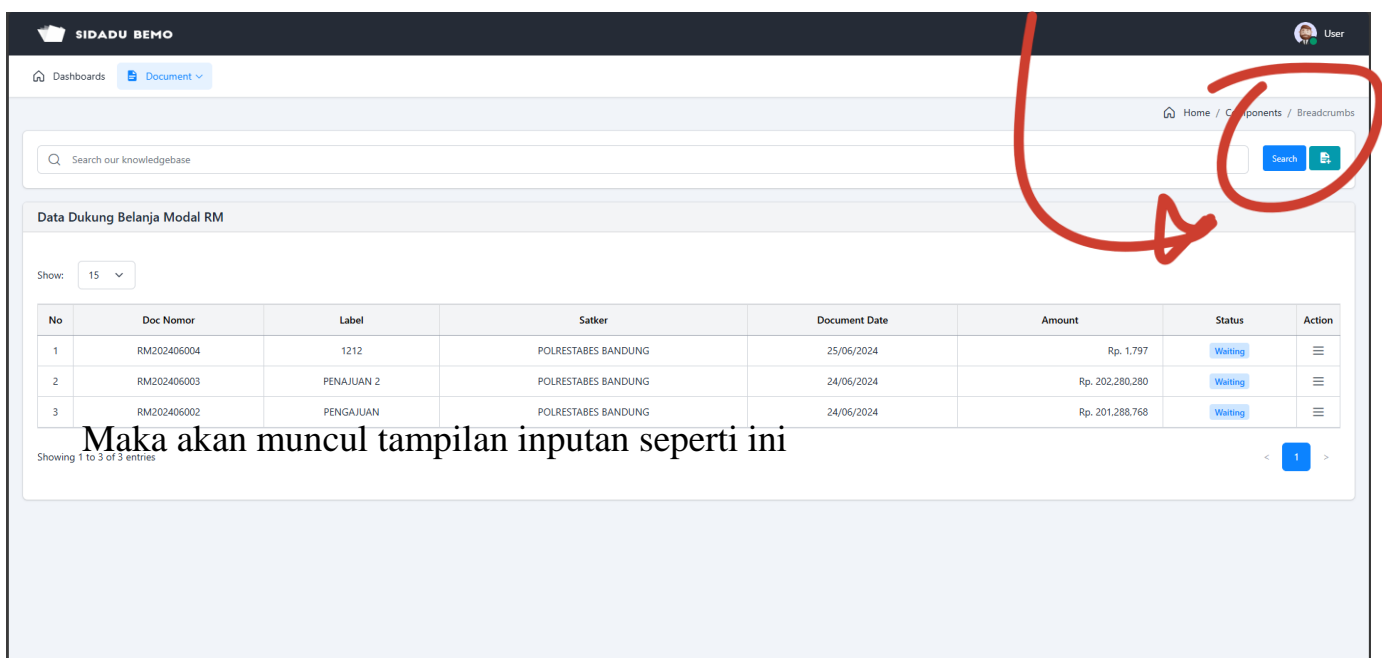 SIDADU BEMO
User
Dashboards Document
Home / Components / Breadcrumbs
Search our knowledgebase
Search
Data Dukung Belanja Modal RM
Show: 15
No Doc Nomor Label Satker Document Date Amount Status Action
1 RM202406004 1212 POLRESTABES BANDUNG 25/06/2024 Rp. 1.797 Waiting
2 RM202406003 PENAJUAN 2 POLRESTABES BANDUNG 24/06/2024 Rp. 202,280,280 Waiting
3 RM202406002 PENGAJUAN POLRESTABES BANDUNG 24/06/2024 Rp. 201.288.768 Waiting
Maka akan muncul tampilan inputan seperti ini
Showing 1 to 3 of 3 entries < 1 >